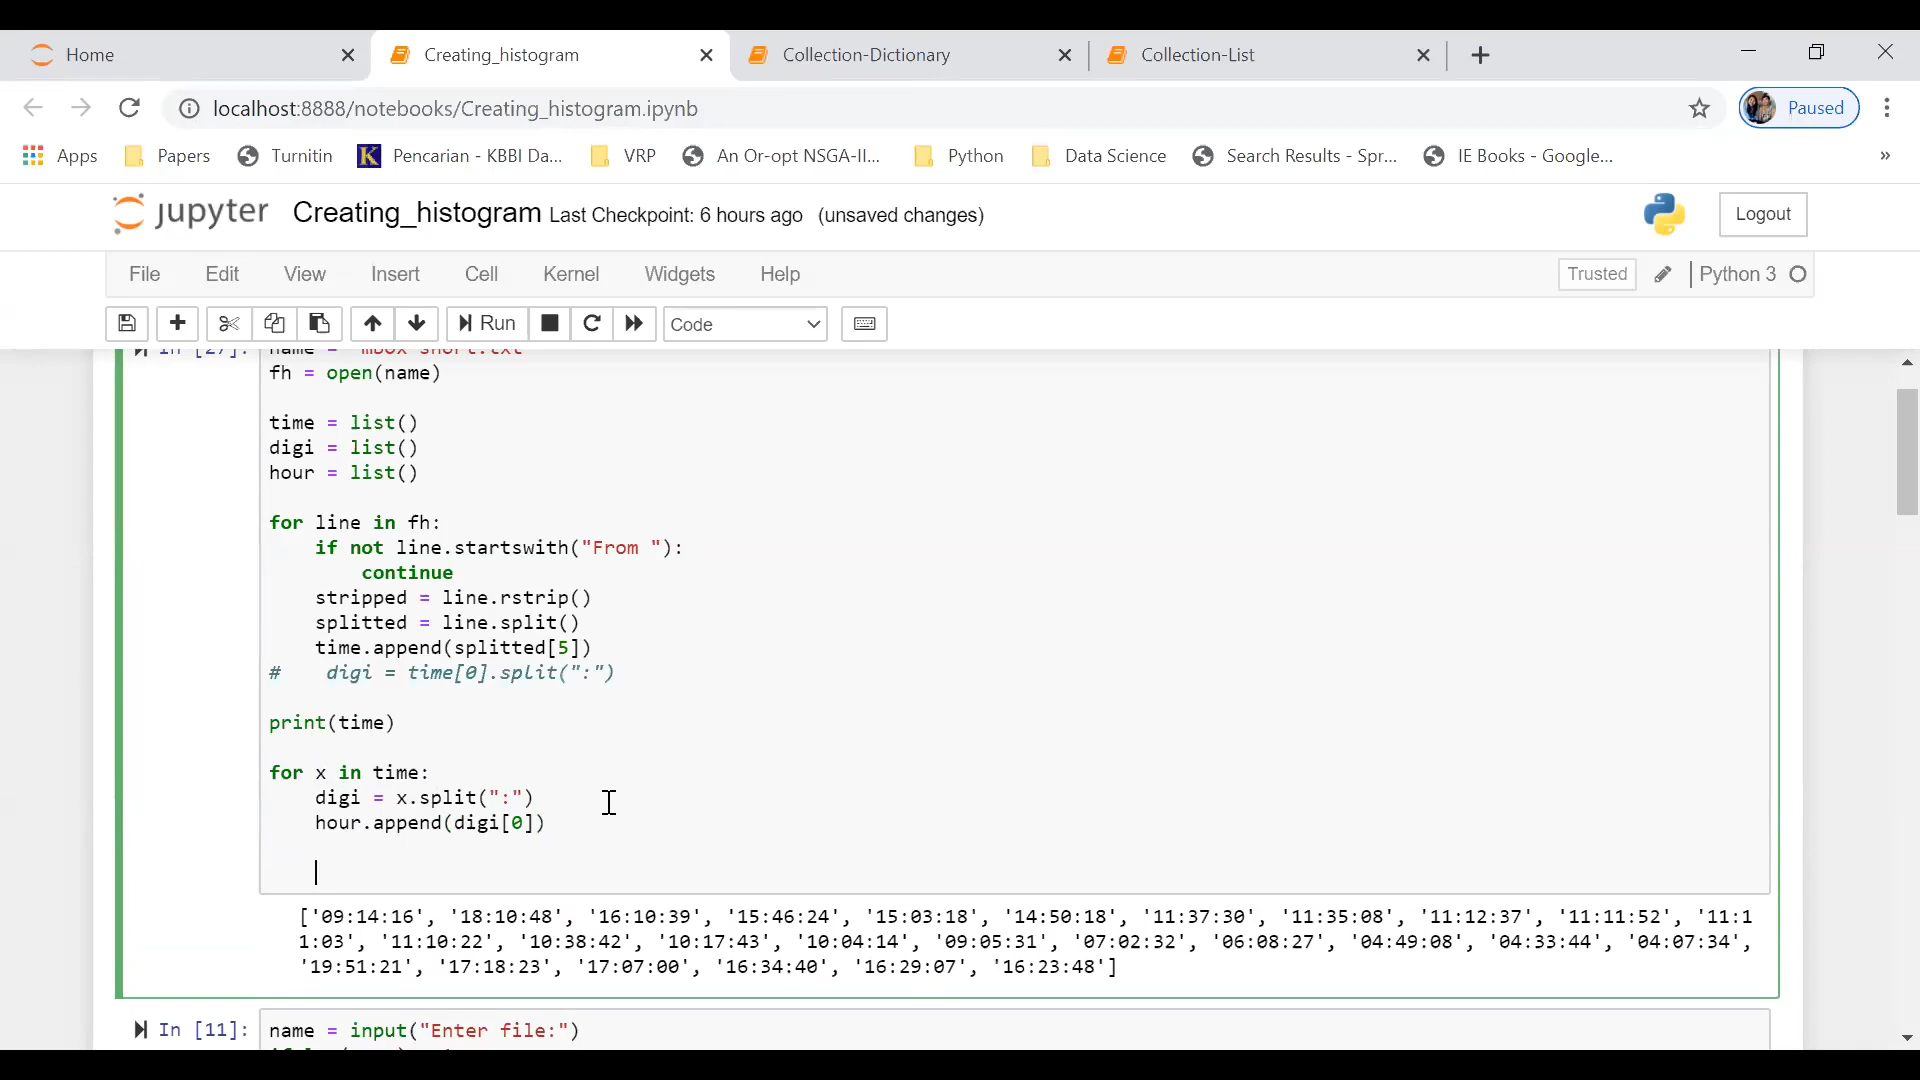 Home
Creating_histogram
Collection-Dictionary
Collection-List
localhost:8888/notebooks/Creating_histogram.ipynb
Paused
Apps
Papers
Turnitin
Pencarian - KBBI Da...
VRP
An Or-opt NSGA-II...
Python
Data Science
Search Results - Spr...
IE Books - Google...
»
jupyter Creating_histogram Last Checkpoint: 6 hours ago (unsaved changes)
Logout
File Edit View Insert Cell Kernel Widgets Help
Trusted
Python 3
Run
Code
In [27]: name = "mbox-short.txt"
fh = open(name)
time = list()
digi = list()
hour = list()
for line in fh:
    if not line.startswith("From "):
        continue
    stripped = line.rstrip()
    splitted = line.split()
    time.append(splitted[5])
#    digi = time[0].split(":")
print(time)
for x in time:
    digi = x.split(":")
    hour.append(digi[0])
['09:14:16', '18:10:48', '16:10:39', '15:46:24', '15:03:18', '14:50:18', '11:37:30', '11:35:08', '11:12:37', '11:11:52', '11:1
1:03', '11:10:22', '10:38:42', '10:17:43', '10:04:14', '09:05:31', '07:02:32', '06:08:27', '04:49:08', '04:33:44', '04:07:34',
'19:51:21', '17:18:23', '17:07:00', '16:34:40', '16:29:07', '16:23:48']
In [11]: name = input("Enter file:")